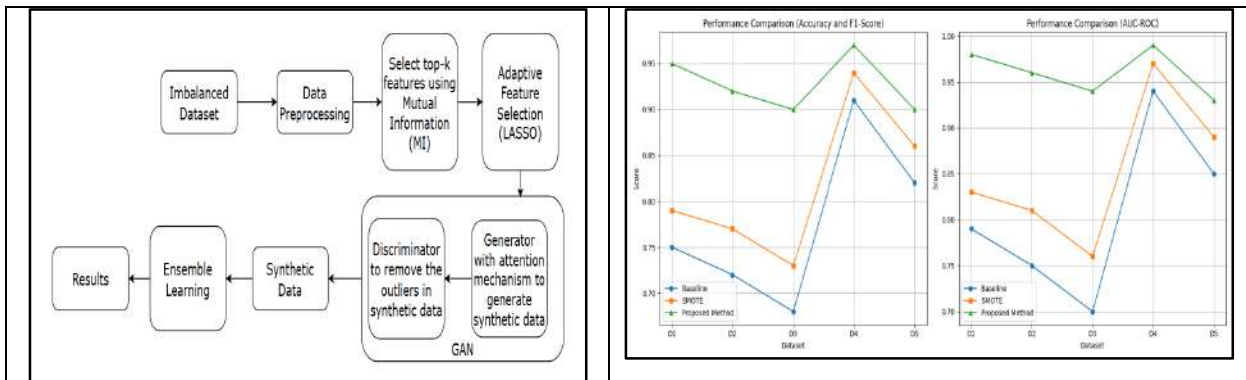 Imbalanced
Dataset
Data
Preprocessing
Select top-k
features using
Mutual
Information
(MI)
Adaptive
Feature
Selection
(LASSO)
Generator
with attention
mechanism to
generate
synthetic data
Discriminator
to remove the
outliers in
synthetic data
GAN
Synthetic
Data
Ensemble
Learning
Results
Performance Comparison (Accuracy and F1-Score)
0.95
0.90
0.85
0.80
0.75
0.70
Score
Baseline
SMOTE
Proposed Method
D1 D2 D3 D4 D5
Dataset
Performance Comparison (AUC-ROC)
1.00
0.95
0.90
0.85
0.80
0.75
0.70
Score
Baseline
SMOTE
Proposed Method
D1 D2 D3 D4 D5
Dataset